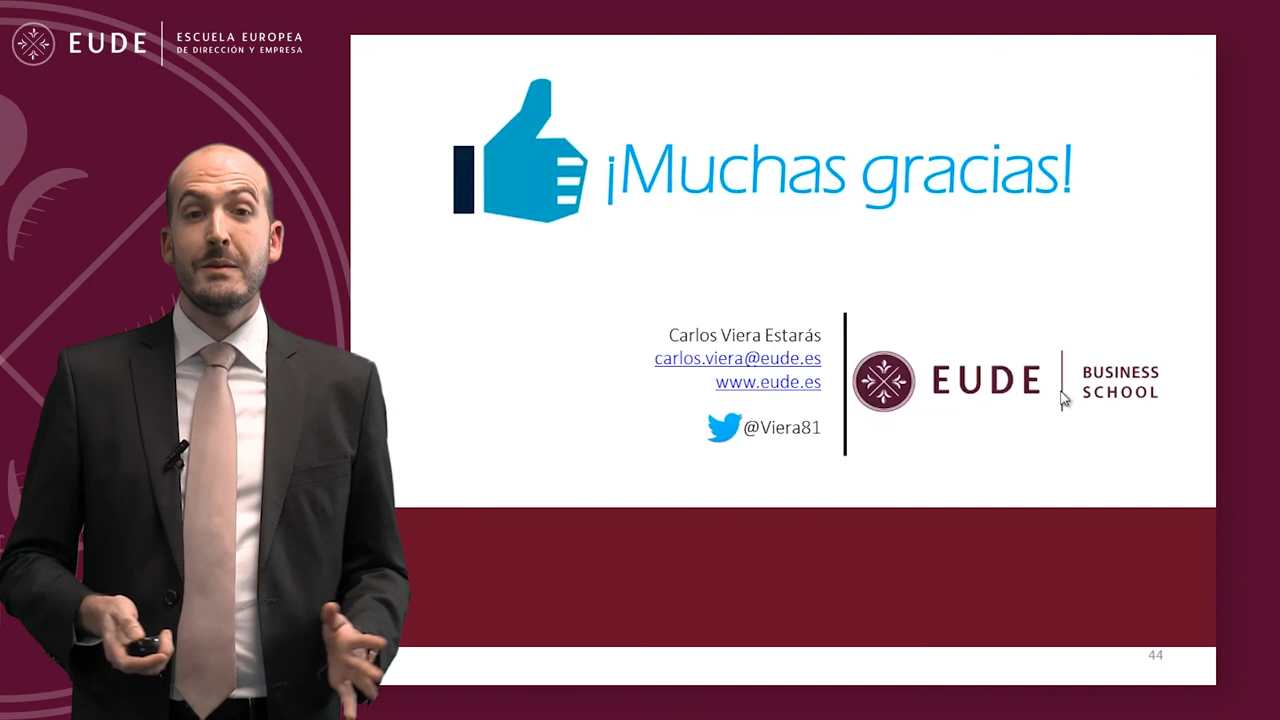 EUDE
ESCUELA EUROPEA
DE DIRECCIÓN Y EMPRESA
¡Muchas gracias!
Carlos Viera Estarás
carlos.viera@eude.es
www.eude.es
@Viera81
EUDE
BUSINESS
SCHOOL
44